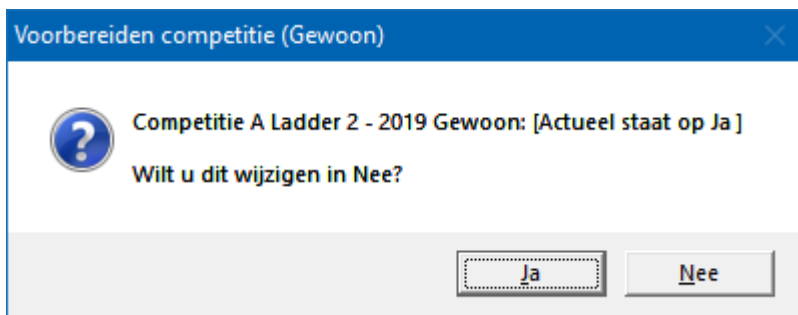 Voorbereiden competitie (Gewoon)
Competitie A Ladder 2 - 2019 Gewoon: [Actueel staat op Ja ]
Wilt u dit wijzigen in Nee?
Ja
Nee